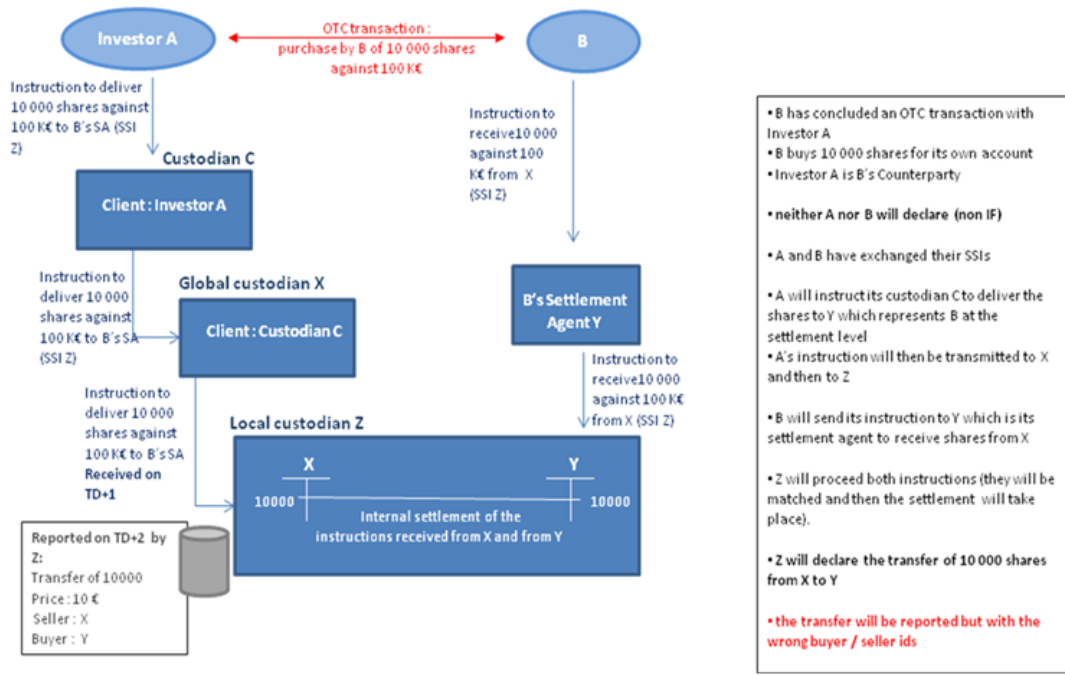 Investor A
OTC transaction :
purchase by B of 10 000 shares
against 100 K€
B
Instruction to deliver
10 000 shares against
100 K€ to B's SA (SSI
Z)
Instruction to
receive10 000
against 100
K€ from X
(SSI Z)
Custodian C
Client : Investor A
Instruction to
deliver 10 000
shares against
100 K€ to B's SA
(SSI Z)
Global custodian X
Client : Custodian C
B's Settlement
Agent Y
Instruction to
deliver 10 000
shares against
100 K€ to B's SA
Received on
TD+1
Instruction to
receive10 000
against 100 K€
from X (SSI Z)
Local custodian Z
X
Y
10000
10000
Internal settlement of the
instructions received from X and from Y
Reported on TD+2 by
Z:
Transfer of 10000
Price : 10 €
Seller : X
Buyer : Y
• B has concluded an OTC transaction with
Investor A
• B buys 10 000 shares for its own account
• Investor A is B's Counterparty
• neither A nor B will declare (non IF)
• A and B have exchanged their SSIs
• A will instruct its custodian C to deliver the
shares to Y which represents B at the
settlement level
• A's instruction will then be transmitted to X
and then to Z
• B will send its instruction to Y which is its
settlement agent to receive shares from X
• Z will proceed both instructions (they will be
matched and then the settlement will take
place).
• Z will declare the transfer of 10 000 shares
from X to Y
• the transfer will be reported but with the
wrong buyer / seller ids